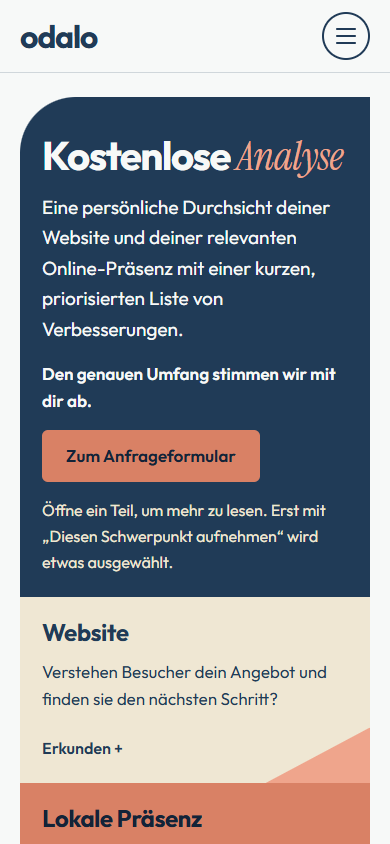 odalo
Kostenlose Analyse
Eine persönliche Durchsicht deiner
Website und deiner relevanten
Online-Präsenz mit einer kurzen,
priorisierten Liste von
Verbesserungen.
Den genauen Umfang stimmen wir mit
dir ab.
Zum Anfrageformular
Öffne ein Teil, um mehr zu lesen. Erst mit
„Diesen Schwerpunkt aufnehmen“ wird
etwas ausgewählt.
Website
Verstehen Besucher dein Angebot und
finden sie den nächsten Schritt?
Erkunden +
Lokale Präsenz